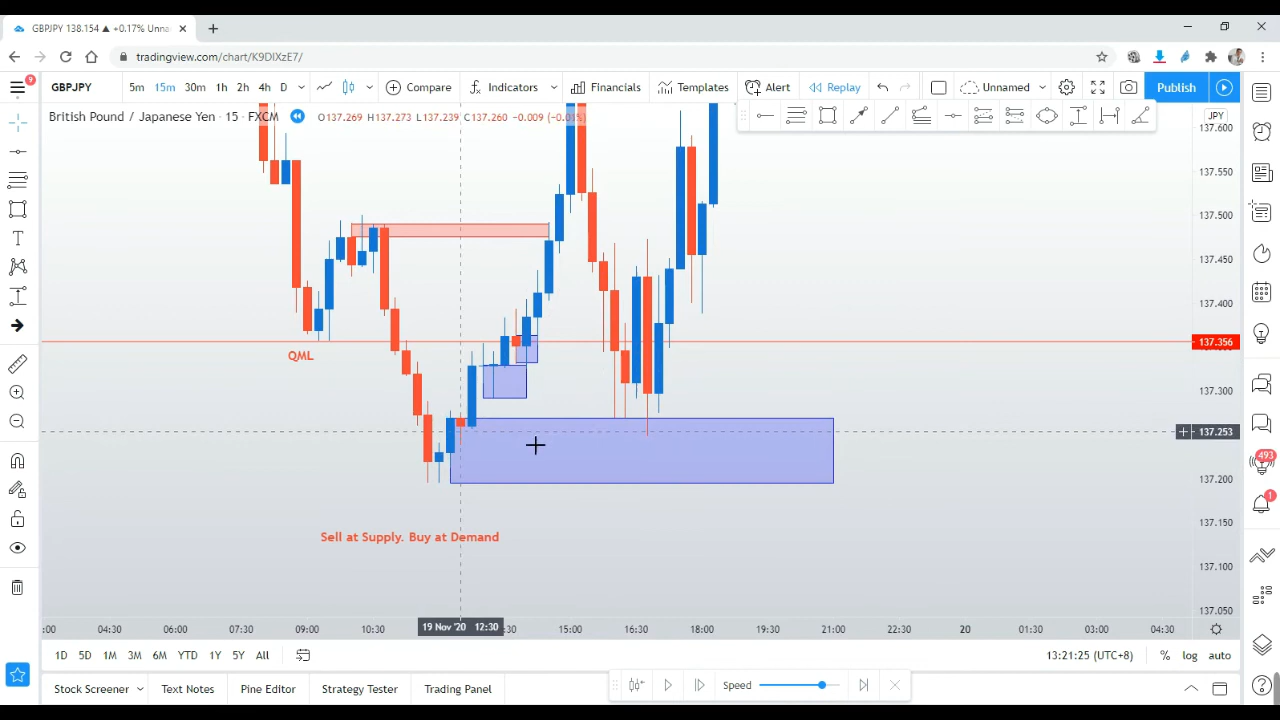 GBPJPY 138.154 ▲ +0.17% Unna
tradingview.com/chart/K9DIXzE7/
9
GBPJPY 5m 15m 30m 1h 2h 4h D Compare Indicators Financials Templates Alert Replay Unnamed Publish
British Pound / Japanese Yen · 15 · FXCM O137.269 H137.273 L137.239 C137.260 −0.009 (−0.01%)
JPY
137.600
137.550
137.500
137.450
137.400
137.356
QML
137.300
137.253
493
137.200
1
Sell at Supply. Buy at Demand
137.150
137.100
137.050
:00 04:30 06:00 07:30 09:00 10:30 19 Nov '20 12:30 :30 15:00 16:30 18:00 19:30 21:00 22:30 20 01:30 03:00 04:30
1D 5D 1M 3M 6M YTD 1Y 5Y All 13:21:25 (UTC+8) % log auto
Stock Screener Text Notes Pine Editor Strategy Tester Trading Panel Speed